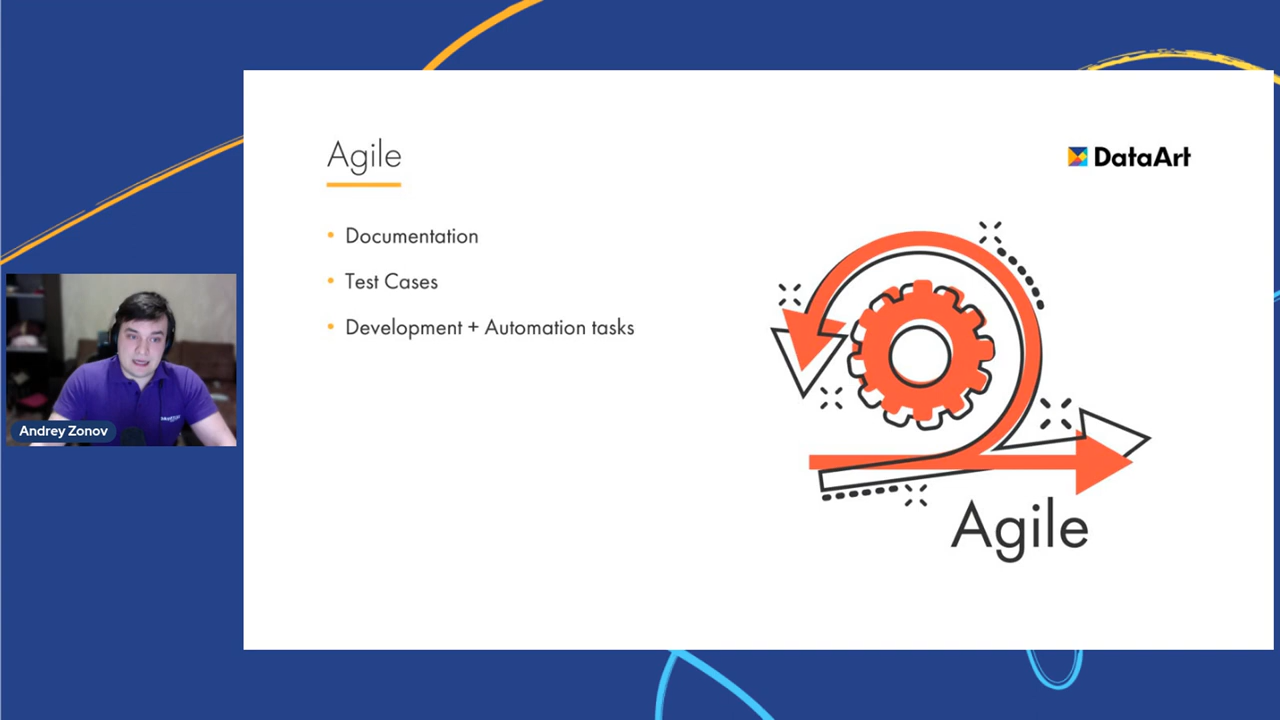 Agile
DataArt
Documentation
Test Cases
Development + Automation tasks
Andrey Zonov
Agile